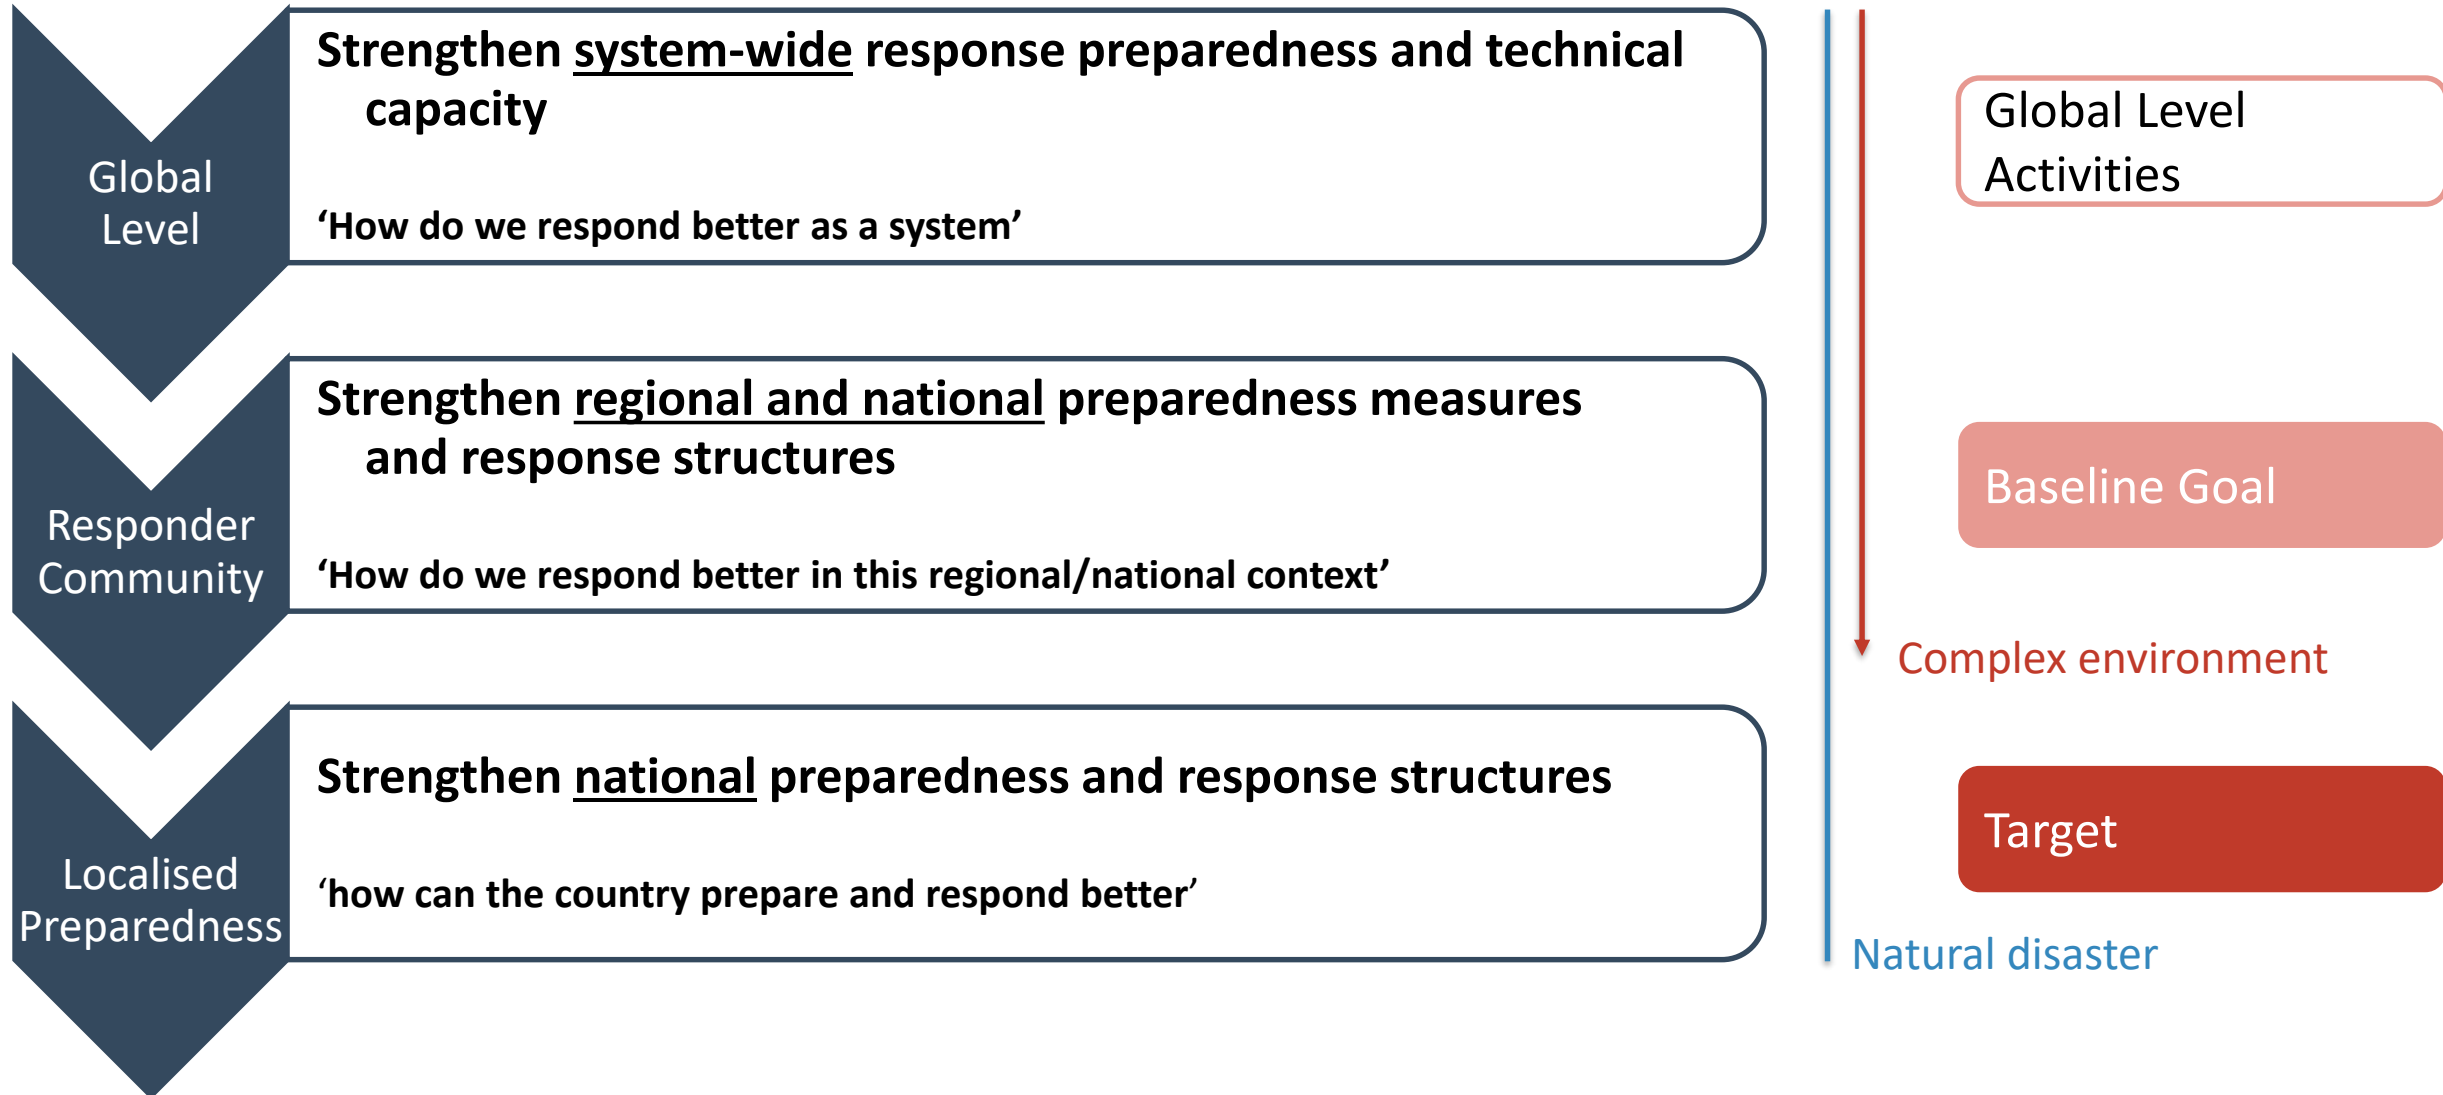 Global
Level
Strengthen system-wide response preparedness and technical
capacity
‘How do we respond better as a system’
Global Level
Activities
Responder
Community
Strengthen regional and national preparedness measures
and response structures
‘How do we respond better in this regional/national context’
Baseline Goal
Complex environment
Localised
Preparedness
Strengthen national preparedness and response structures
‘how can the country prepare and respond better’
Target
Natural disaster